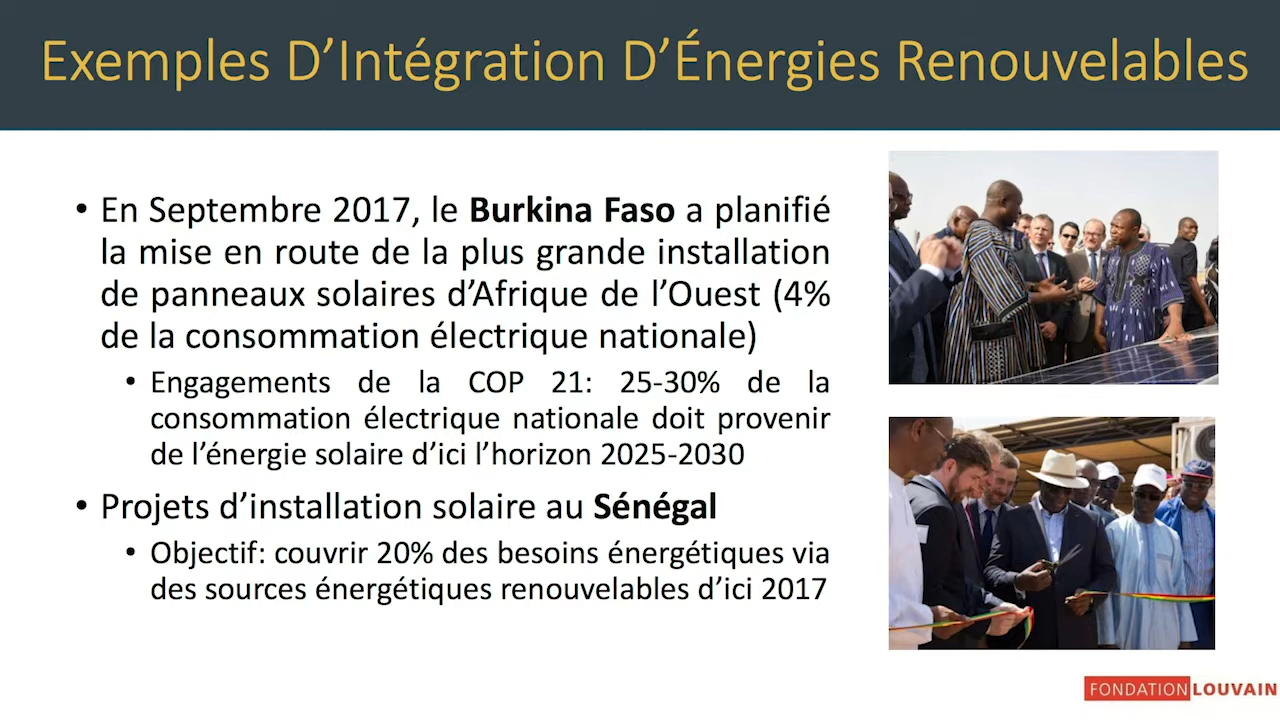 Exemples D’Intégration D’Énergies Renouvelables
• En Septembre 2017, le Burkina Faso a planifié
la mise en route de la plus grande installation
de panneaux solaires d’Afrique de l’Ouest (4%
de la consommation électrique nationale)
• Engagements de la COP 21: 25-30% de la
consommation électrique nationale doit provenir
de l’énergie solaire d’ici l’horizon 2025-2030
• Projets d’installation solaire au Sénégal
• Objectif: couvrir 20% des besoins énergétiques via
des sources énergétiques renouvelables d’ici 2017
FONDATION LOUVAIN